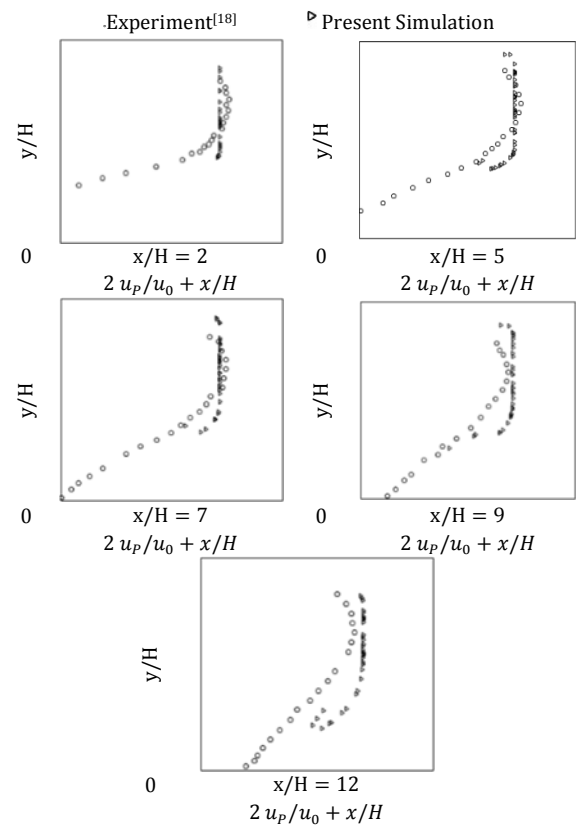 .Experiment[18] Present Simulation
y/H
y/H
0 x/H = 2
0 x/H = 5
2 u_P/u_0 + x/H
2 u_P/u_0 + x/H
y/H
y/H
0 x/H = 7
0 x/H = 9
2 u_P/u_0 + x/H
2 u_P/u_0 + x/H
y/H
0 x/H = 12
2 u_P/u_0 + x/H